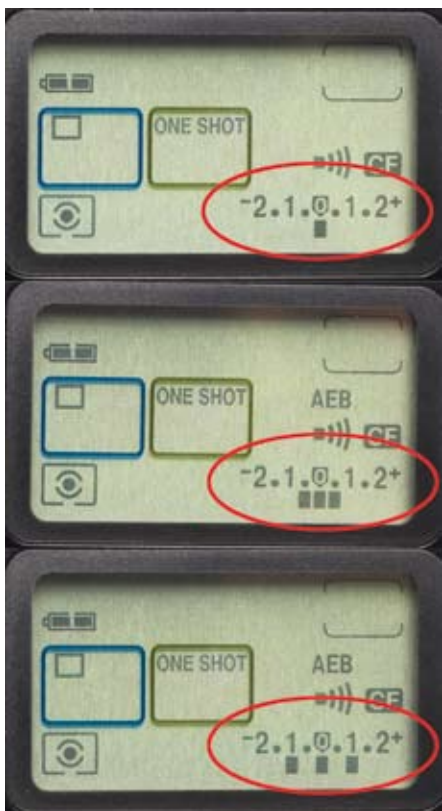 ONE SHOT
CF
-2.1.0.1.2+
ONE SHOT
AEB
CF
-2.1.0.1.2+
ONE SHOT
AEB
CF
-2.1.0.1.2+